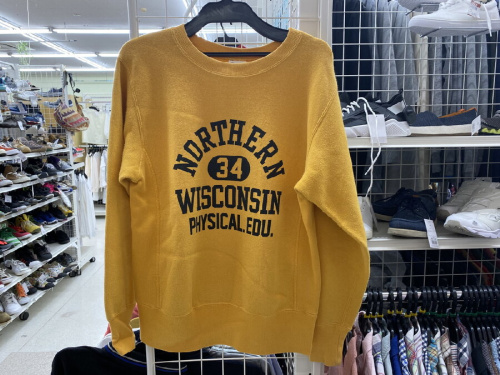 NORTHERN
34
WISCONSIN
PHYSICAL.EDU.